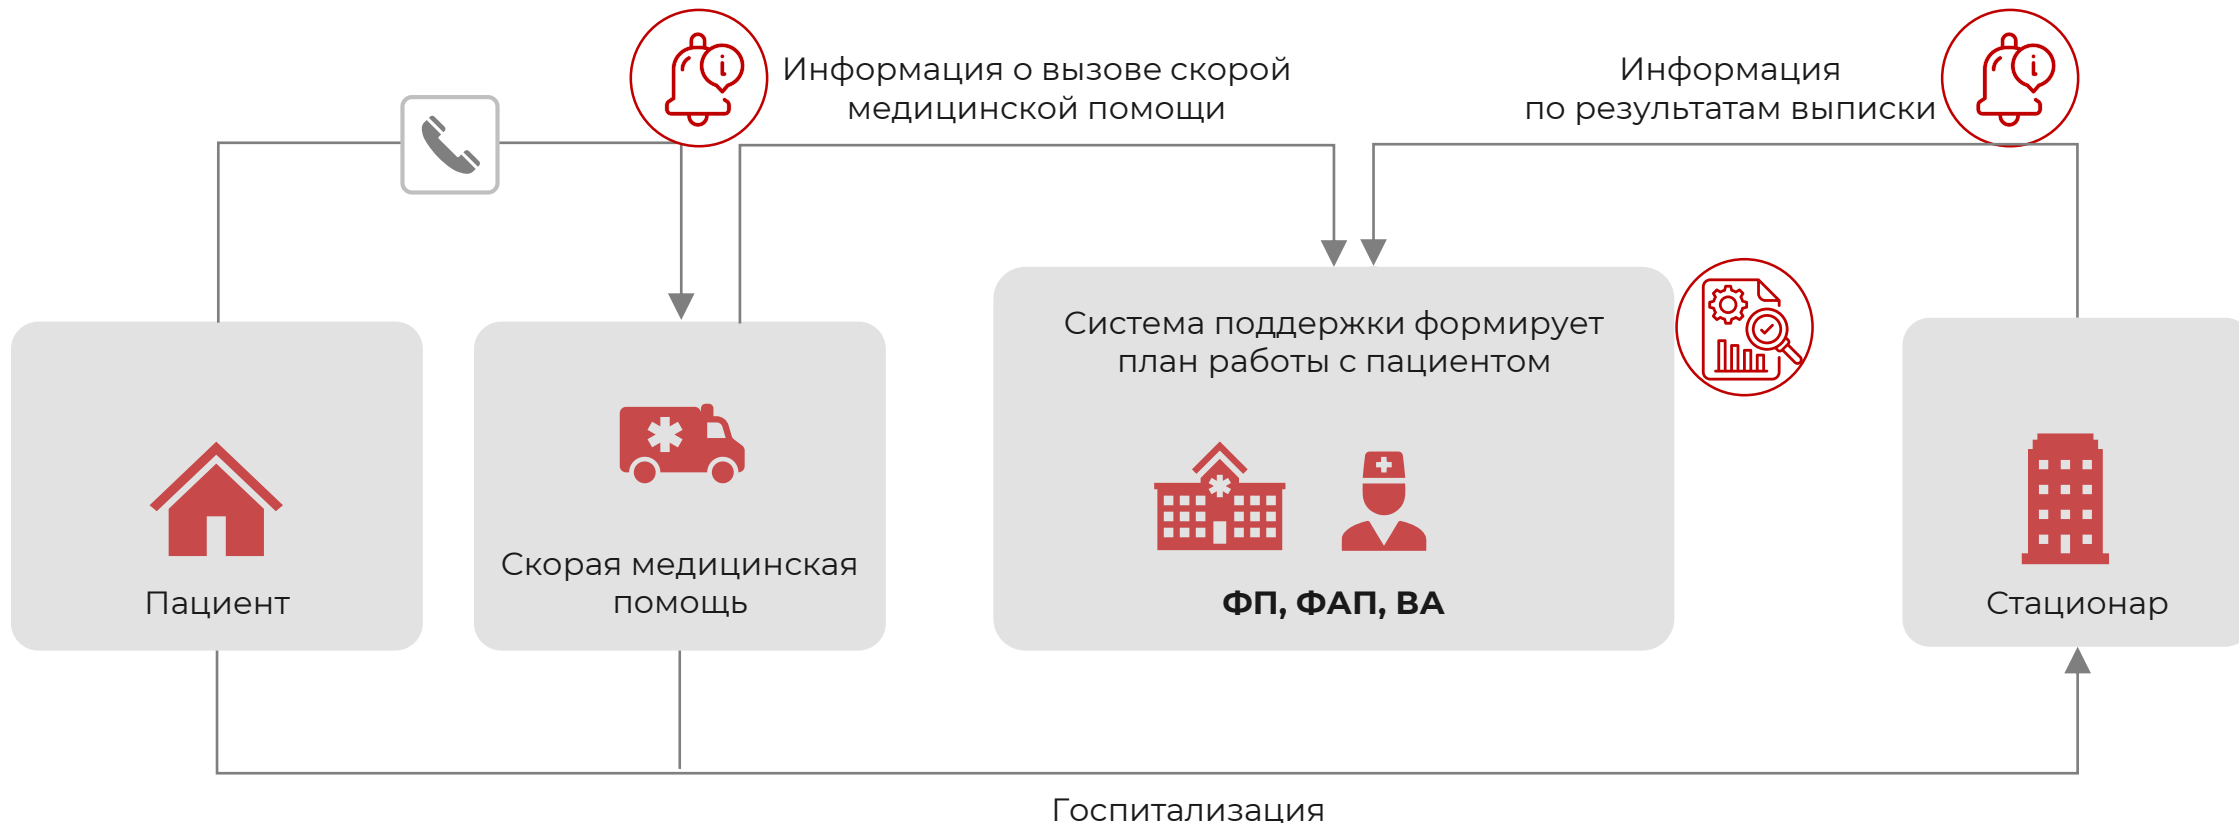 Информация о вызове скорой
медицинской помощи
Информация
по результатам выписки
Система поддержки формирует
план работы с пациентом
Пациент
Скорая медицинская
помощь
ФП, ФАП, ВА
Стационар
Госпитализация